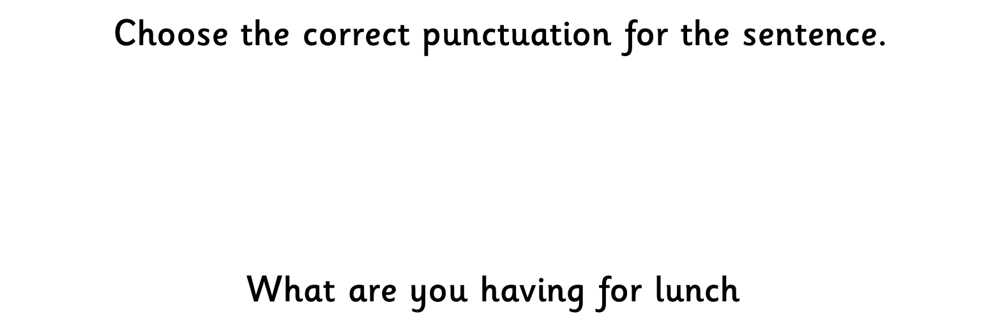 Choose the correct punctuation for the sentence.
What are you having for lunch